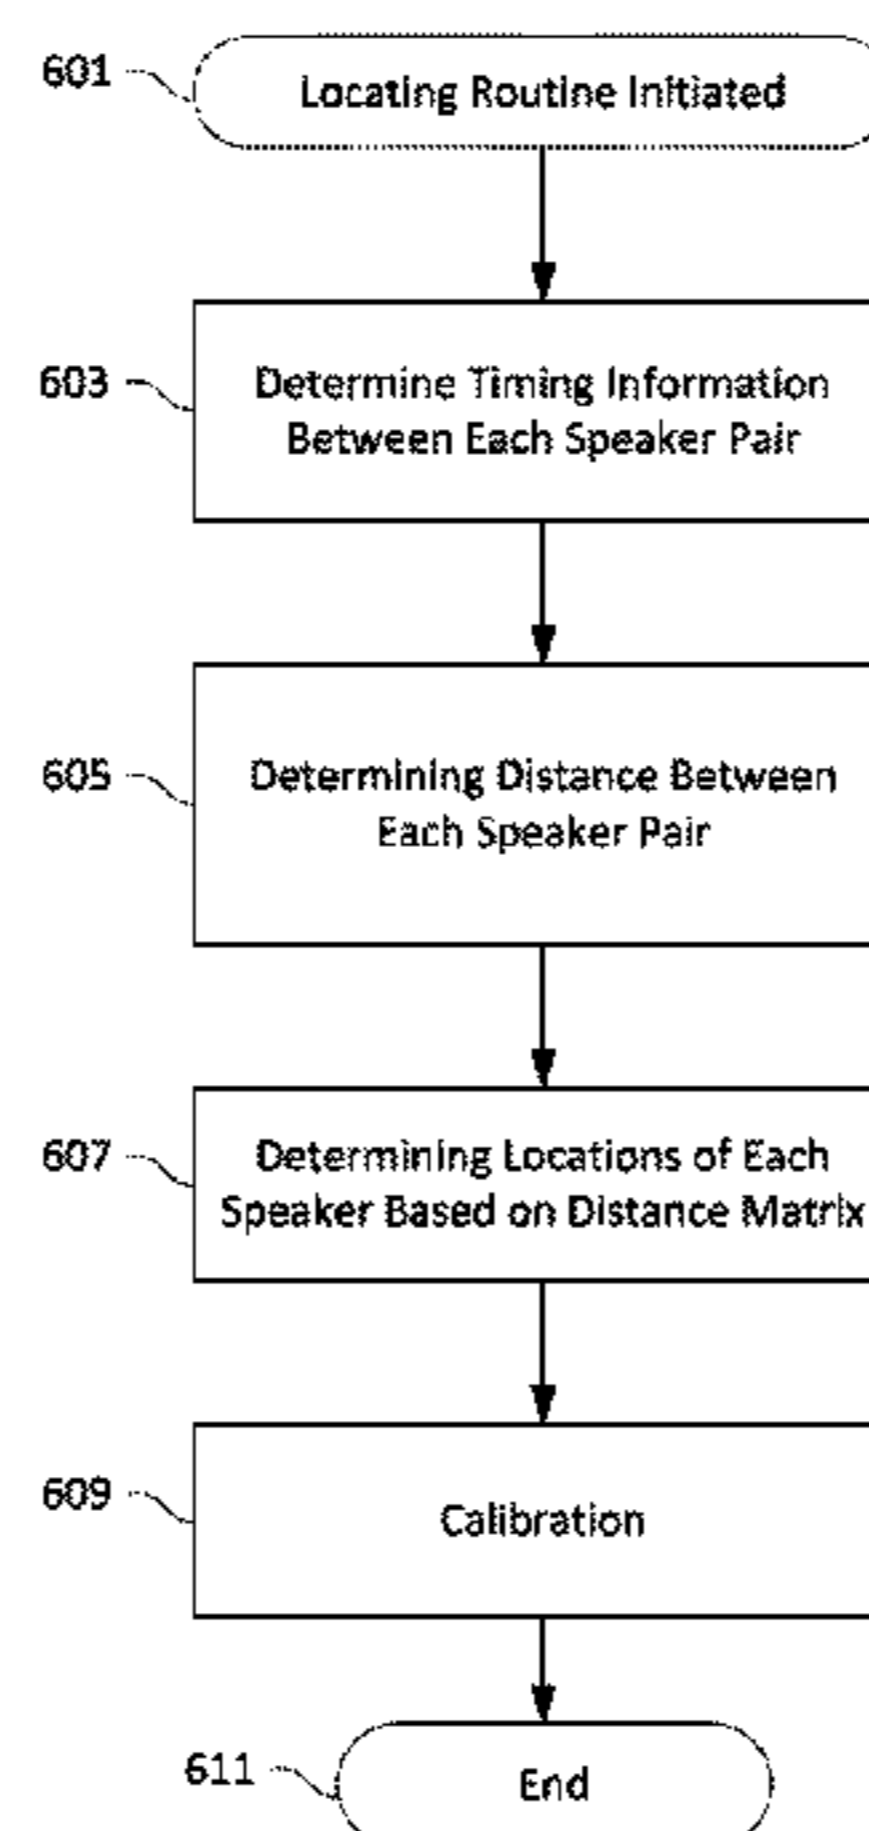 601
Locating Routine Initiated
603
Determine Timing Information
Between Each Speaker Pair
605
Determining Distance Between
Each Speaker Pair
607
Determining Locations of Each
Speaker Based on Distance Matrix
609
Calibration
611
End